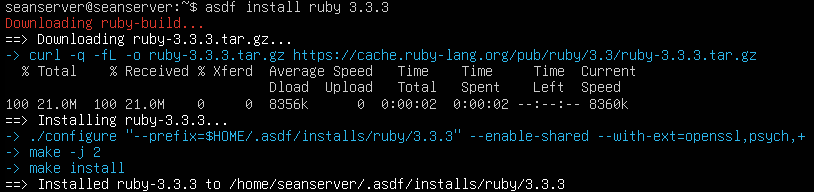 seanserver@seanserver:~$ asdf install ruby 3.3.3
Downloading ruby-build...
==> Downloading ruby-3.3.3.tar.gz...
-> curl -q -fL -o ruby-3.3.3.tar.gz https://cache.ruby-lang.org/pub/ruby/3.3/ruby-3.3.3.tar.gz
% Total % Received % Xferd Average Speed Time Time Time Current
Dload Upload Total Spent Left Speed
100 21.0M 100 21.0M 0 0 8356k 0 0:00:02 0:00:02 --:--:-- 8360k
==> Installing ruby-3.3.3...
-> ./configure "--prefix=$HOME/.asdf/installs/ruby/3.3.3" --enable-shared --with-ext=openssl,psych,+
-> make -j 2
-> make install
==> Installed ruby-3.3.3 to /home/seanserver/.asdf/installs/ruby/3.3.3